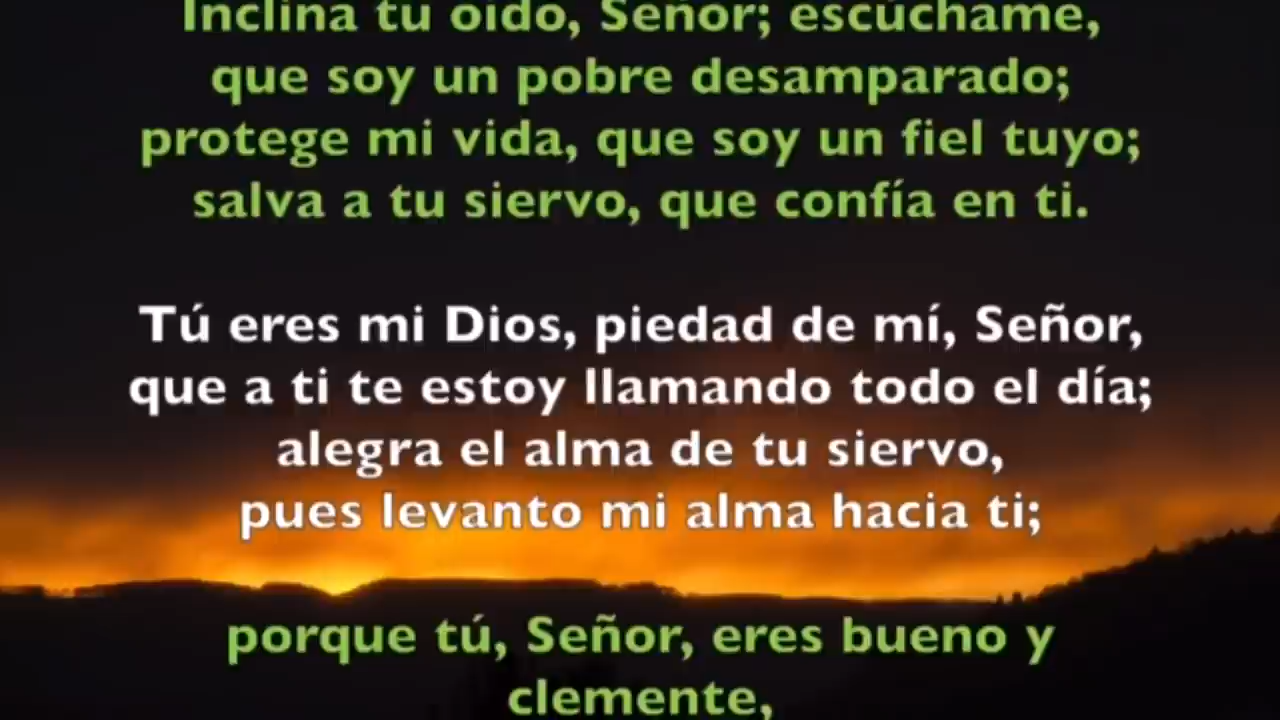 Inclina tu oído, Señor; escúchame,
que soy un pobre desamparado;
protege mi vida, que soy un fiel tuyo;
salva a tu siervo, que confía en ti.
Tú eres mi Dios, piedad de mí, Señor,
que a ti te estoy llamando todo el día;
alegra el alma de tu siervo,
pues levanto mi alma hacia ti;
porque tú, Señor, eres bueno y
clemente,